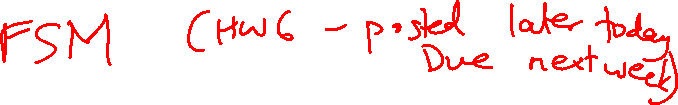 FSM (HW6 - posted later today
Due next week)